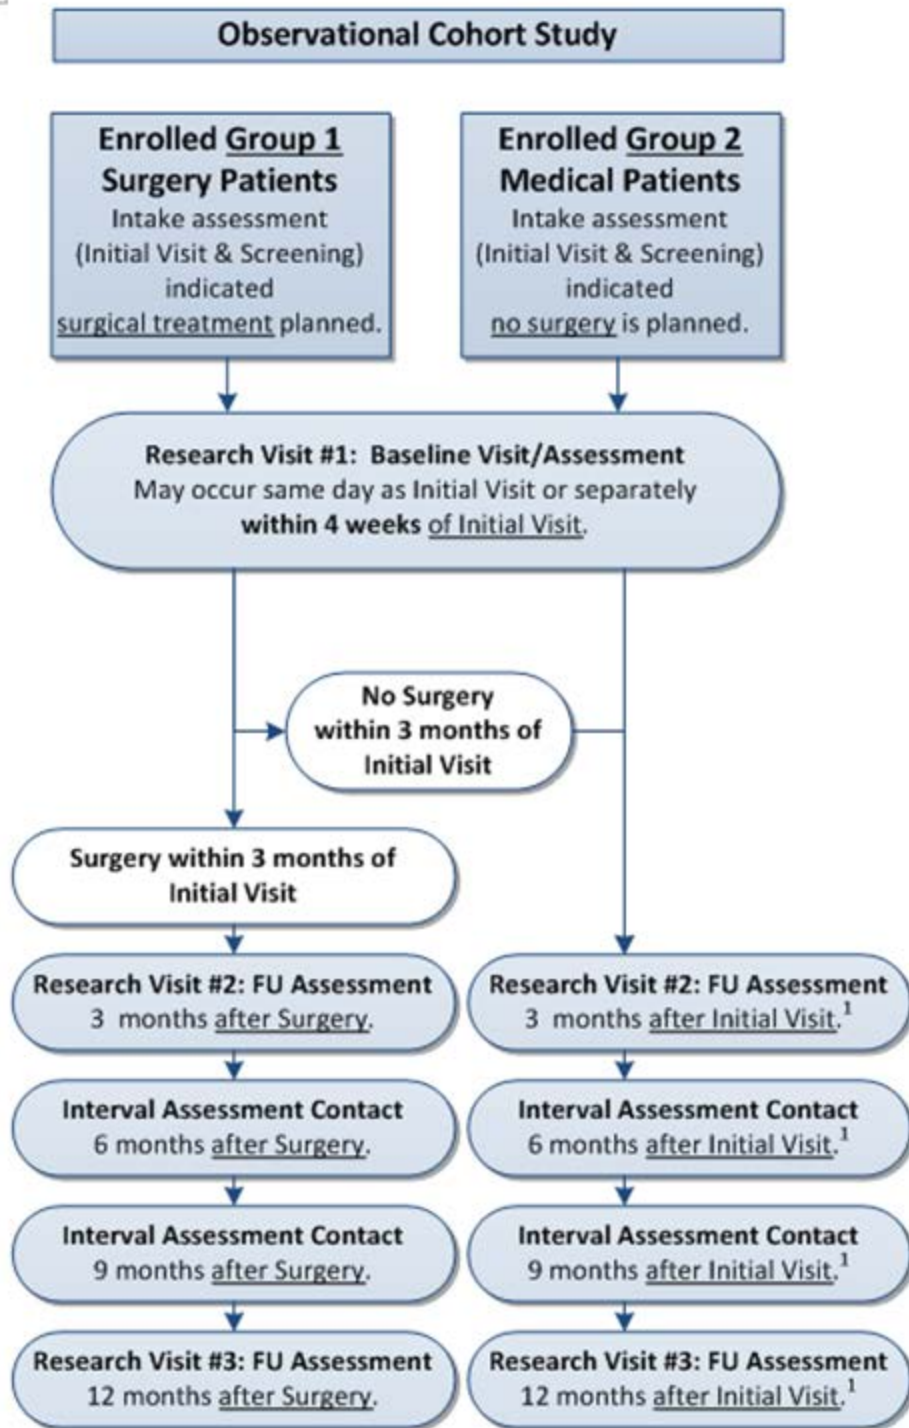 Observational Cohort Study
Enrolled Group 1
Surgery Patients
Intake assessment
(Initial Visit & Screening)
indicated
surgical treatment planned.
Enrolled Group 2
Medical Patients
Intake assessment
(Initial Visit & Screening)
indicated
no surgery is planned.
Research Visit #1:  Baseline Visit/Assessment
May occur same day as Initial Visit or separately
within 4 weeks of Initial Visit.
No Surgery
within 3 months of
Initial Visit
Surgery within 3 months of
Initial Visit
Research Visit #2: FU Assessment
3  months after Surgery.
Research Visit #2: FU Assessment
3  months after Initial Visit.1
Interval Assessment Contact
6 months after Surgery.
Interval Assessment Contact
6 months after Initial Visit.1
Interval Assessment Contact
9 months after Surgery.
Interval Assessment Contact
9 months after Initial Visit.1
Research Visit #3: FU Assessment
12 months after Surgery.
Research Visit #3: FU Assessment
12 months after Initial Visit.1